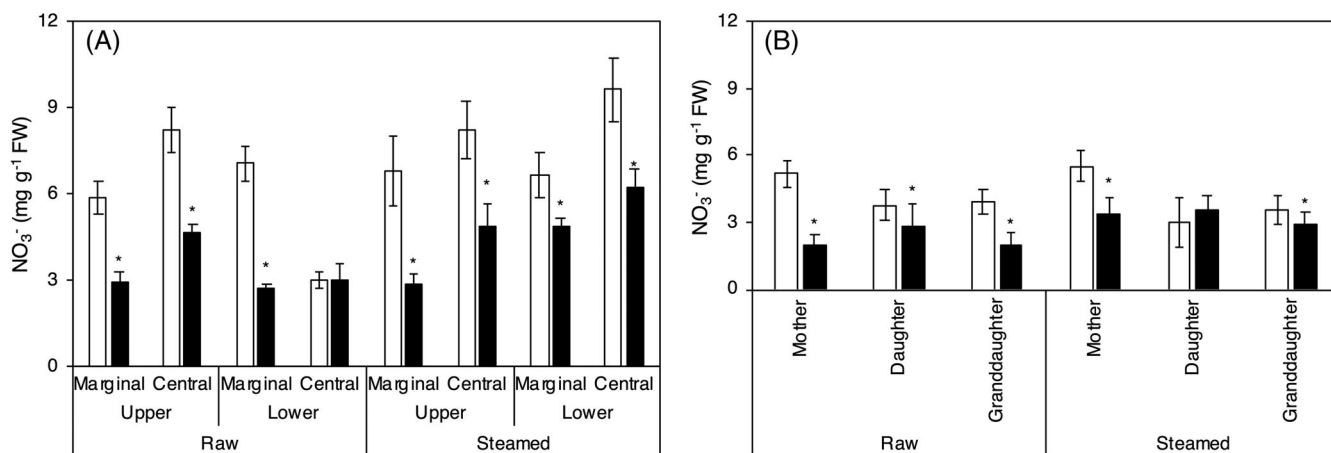 (A)
NO₃⁻ (mg g⁻¹ FW)
12
9
6
3
0
* * * * * * *
Marginal Central Marginal Central Marginal Central Marginal Central
Upper Lower Upper Lower
Raw Steamed
(B)
NO₃⁻ (mg g⁻¹ FW)
12
9
6
3
0
* * * * *
Mother Daughter Granddaughter Mother Daughter Granddaughter
Raw Steamed